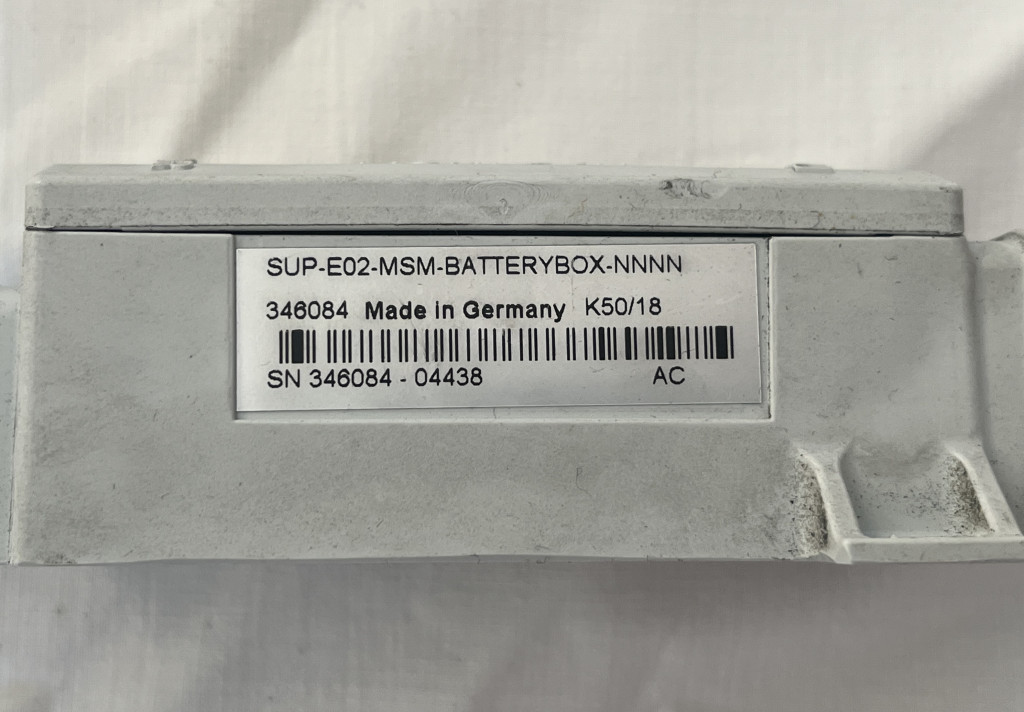 SUP-E02-MSM-BATTERYBOX-NNNN
346084 Made in Germany K50/18
SN 346084 - 04438 AC